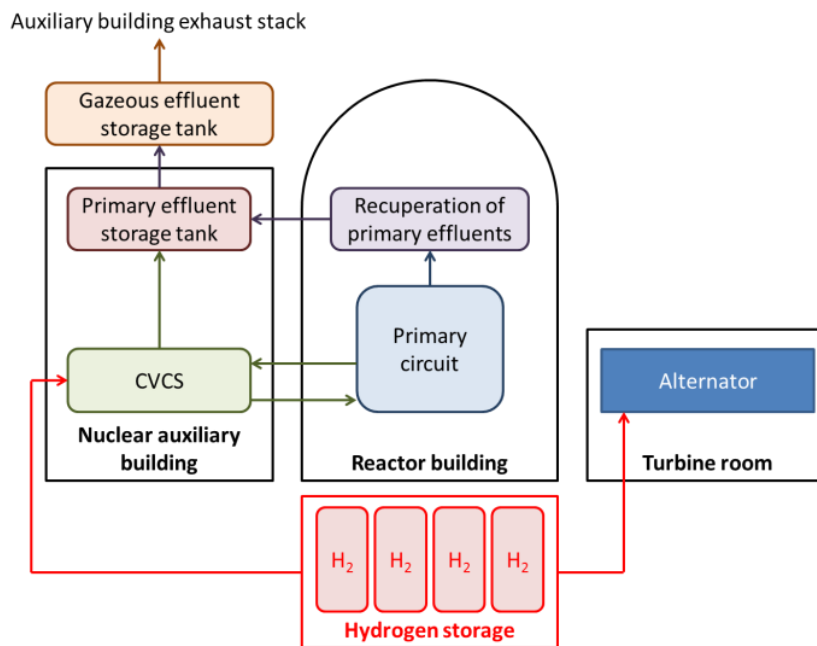 Auxiliary building exhaust stack
Gazeous effluent
storage tank
Primary effluent
storage tank
Recuperation of
primary effluents
Primary
circuit
CVCS
Alternator
Nuclear auxiliary
building
Reactor building
Turbine room
H₂
H₂
H₂
H₂
Hydrogen storage